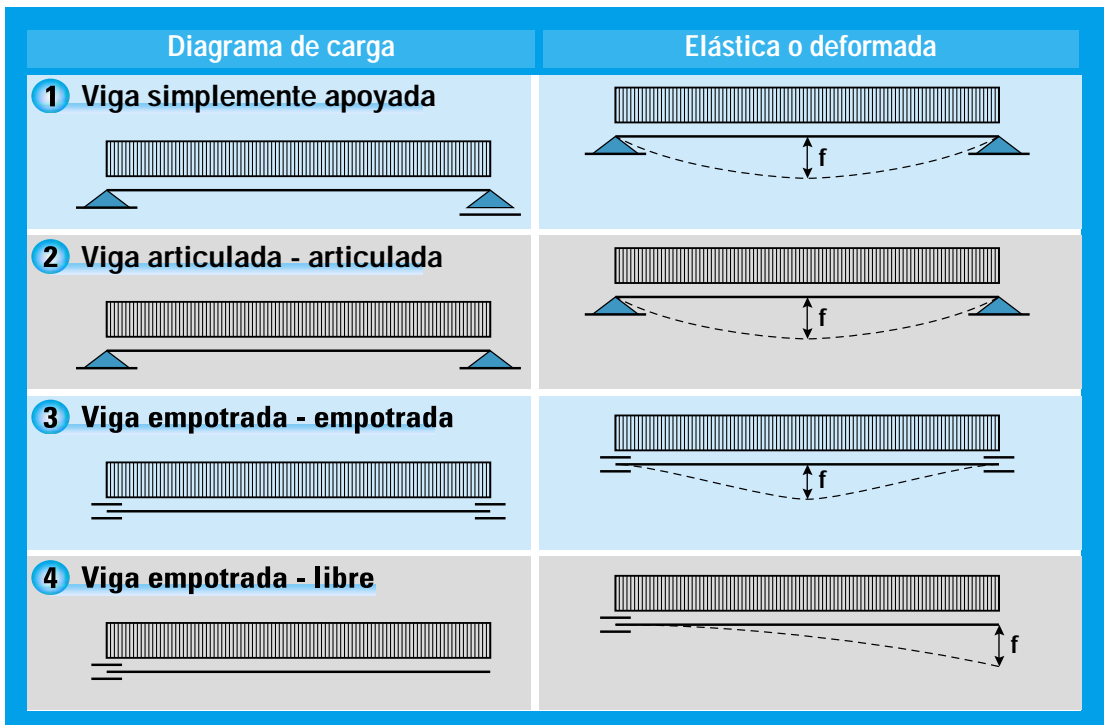 Diagrama de carga
Elástica o deformada
1 Viga simplemente apoyada
f
2 Viga articulada - articulada
f
3 Viga empotrada - empotrada
f
4 Viga empotrada - libre
f